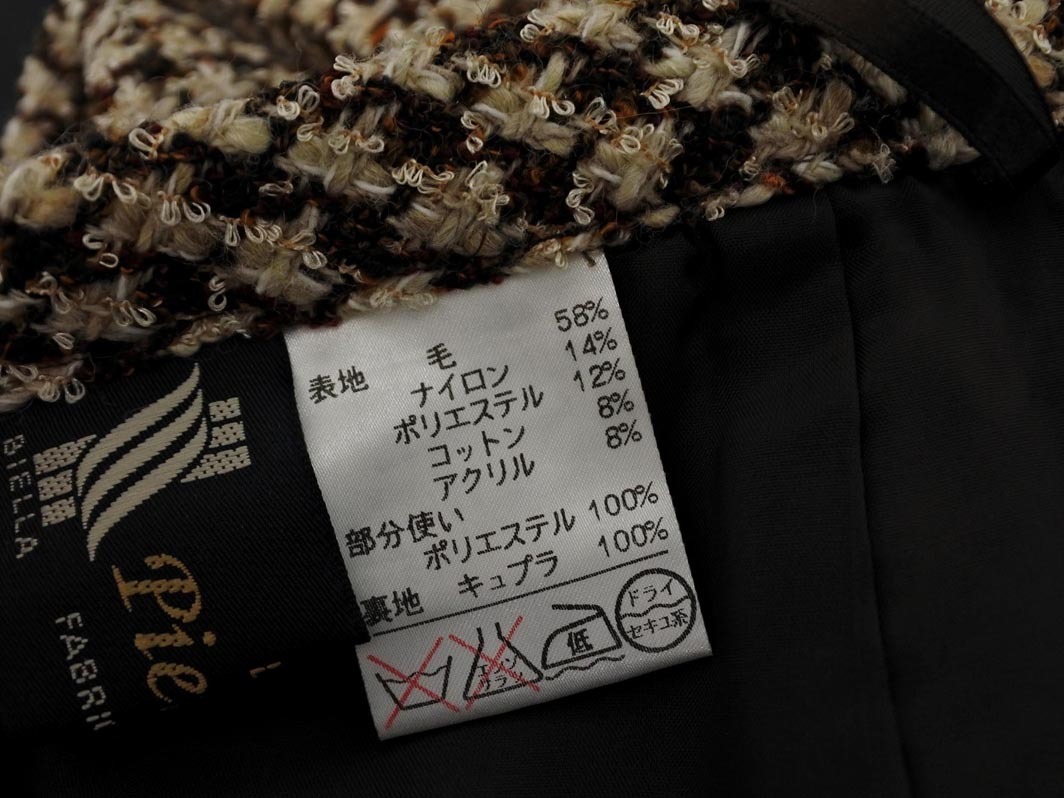 表地 毛 58%
ナイロン 14%
ポリエステル 12%
コットン 8%
アクリル 8%
部分使い
ポリエステル 100%
裏地 キュプラ 100%
エンソ
サラシ
低
ドライ
セキユ系
BIELLA
Pie
FABRI
L